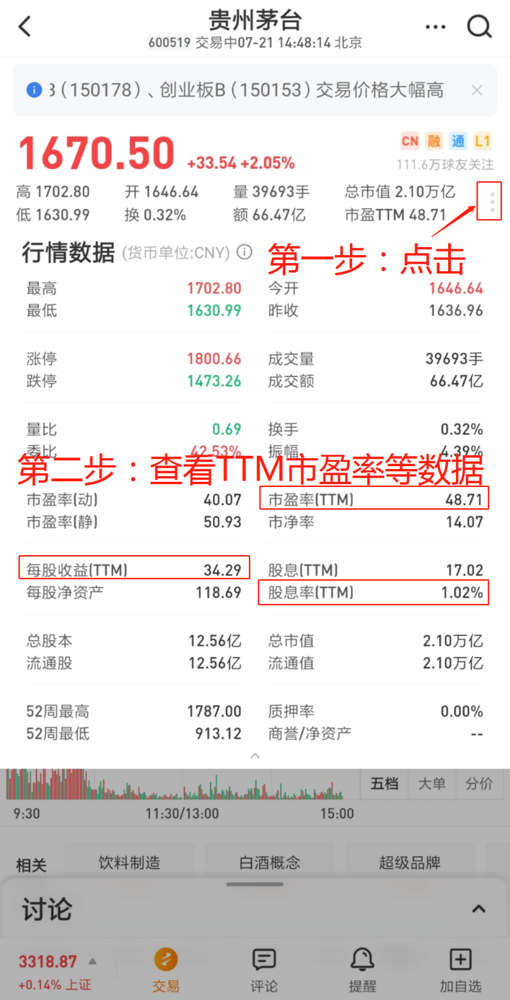 贵州茅台
600519 交易中07-21 14:48:14 北京
B（150178）、创业板B（150153）交易价格大幅高
1670.50 +33.54 +2.05%
CN 融 通 L1
111.6万球友关注
高 1702.80 开 1646.64 量 39693手 总市值 2.10万亿
低 1630.99 换 0.32% 额 66.47亿 市盈TTM 48.71
行情数据 (货币单位:CNY)
第一步：点击
最高 1702.80 今开 1646.64
最低 1630.99 昨收 1636.96
涨停 1800.66 成交量 39693手
跌停 1473.26 成交额 66.47亿
量比 0.69 换手 0.32%
委比 42.53% 振幅 4.39%
第二步：查看TTM市盈率等数据
市盈率(动) 40.07 市盈率(TTM) 48.71
市盈率(静) 50.93 市净率 14.07
每股收益(TTM) 34.29 股息(TTM) 17.02
每股净资产 118.69 股息率(TTM) 1.02%
总股本 12.56亿 总市值 2.10万亿
流通股 12.56亿 流通值 2.10万亿
52周最高 1787.00 质押率 0.00%
52周最低 913.12 商誉/净资产 --
五档 大单 分价
9:30 11:30/13:00 15:00
相关 饮料制造 白酒概念 超级品牌
讨论
3318.87
+0.14% 上证
交易 评论 提醒 加自选